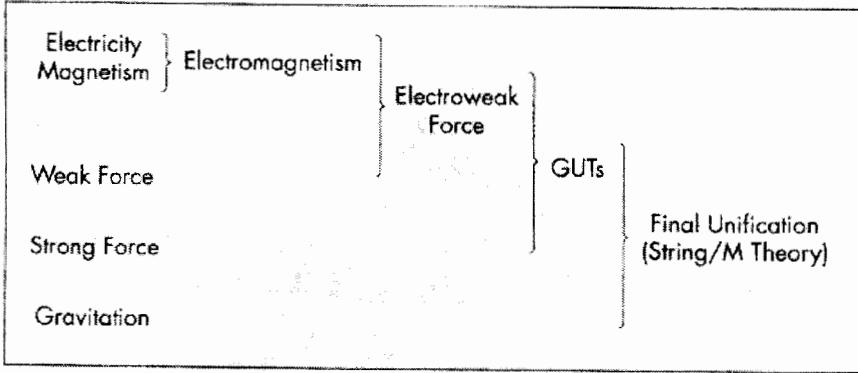 Electricity
Magnetism
Electromagnetism
Electroweak
Force
Weak Force
GUTs
Strong Force
Final Unification
(String/M Theory)
Gravitation